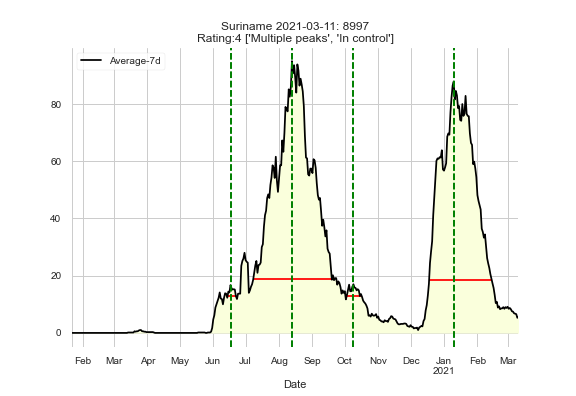 Suriname 2021-03-11: 8997
Rating:4 ['Multiple peaks', 'In control']
Average-7d
80
60
40
20
0
Feb Mar Apr May Jun Jul Aug Sep Oct Nov Dec Jan Feb Mar
2021
Date